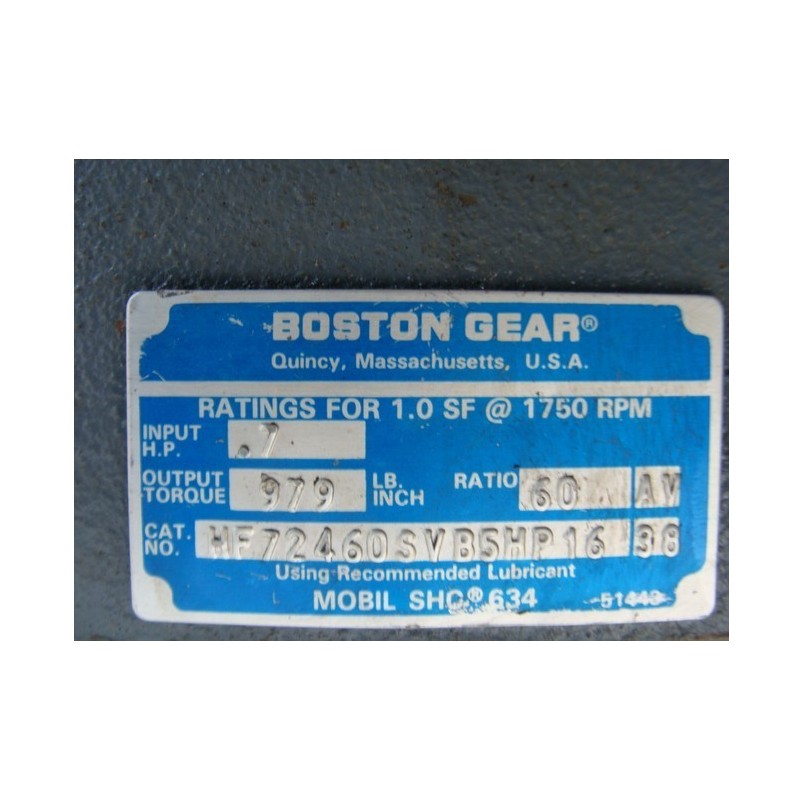 BOSTON GEAR®
Quincy, Massachusetts, U.S.A.
RATINGS FOR 1.0 SF @ 1750 RPM
INPUT H.P. .7
OUTPUT TORQUE 979 LB. INCH RATIO 60 AV
CAT. NO. HF72460SVB5HP16 38
Using Recommended Lubricant
MOBIL SHC® 634 51443